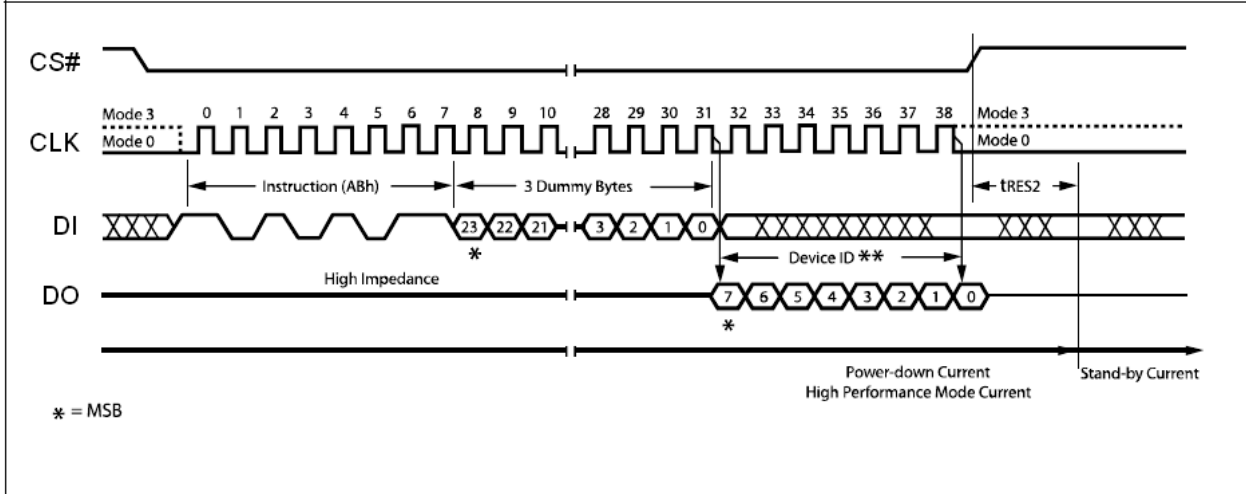 CS#
Mode 3 0 1 2 3 4 5 6 7 8 9 10 28 29 30 31 32 33 34 35 36 37 38 Mode 3
CLK Mode 0 Mode 0
Instruction (ABh) 3 Dummy Bytes tRES2
DI 23 22 21 3 2 1 0
* Device ID **
High Impedance
DO 7 6 5 4 3 2 1 0
*
Power-down Current Stand-by Current
High Performance Mode Current
* = MSB